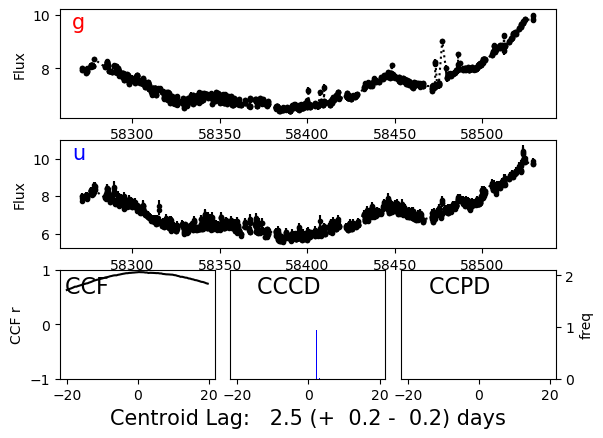 g
10
8
Flux
58300 58350 58400 58450 58500
u
10
8
6
Flux
58300 58350 58400 58450 58500
CCF CCCD CCPD
1
0
−1
CCF r
2
1
0
freq
−20 0 20 −20 0 20 −20 0 20
Centroid Lag: 2.5 (+ 0.2 - 0.2) days